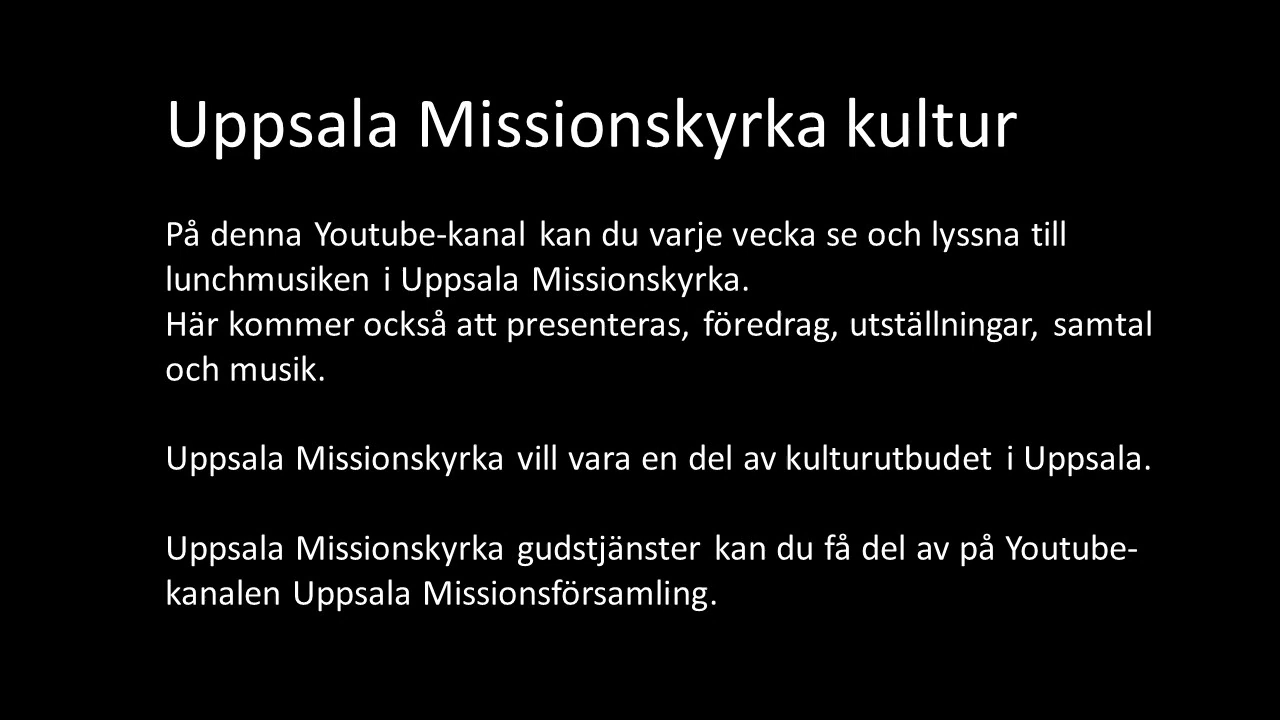 Uppsala Missionskyrka kultur
På denna Youtube-kanal kan du varje vecka se och lyssna till
lunchmusiken i Uppsala Missionskyrka.
Här kommer också att presenteras, föredrag, utställningar, samtal
och musik.
Uppsala Missionskyrka vill vara en del av kulturutbudet i Uppsala.
Uppsala Missionskyrka gudstjänster kan du få del av på Youtube-
kanalen Uppsala Missionsförsamling.